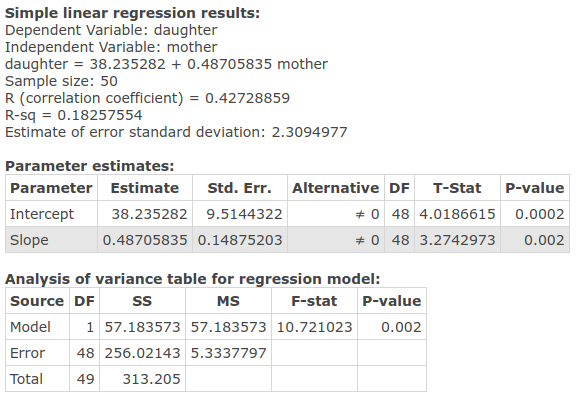 Simple linear regression results:
Dependent Variable: daughter
Independent Variable: mother
daughter = 38.235282 + 0.48705835 mother
Sample size: 50
R (correlation coefficient) = 0.42728859
R-sq = 0.18257554
Estimate of error standard deviation: 2.3094977
Parameter estimates:
Parameter Estimate Std. Err. Alternative DF T-Stat P-value
Intercept 38.235282 9.5144322 ≠ 0 48 4.0186615 0.0002
Slope 0.48705835 0.14875203 ≠ 0 48 3.2742973 0.002
Analysis of variance table for regression model:
Source DF SS MS F-stat P-value
Model 1 57.183573 57.183573 10.721023 0.002
Error 48 256.02143 5.3337797
Total 49 313.205